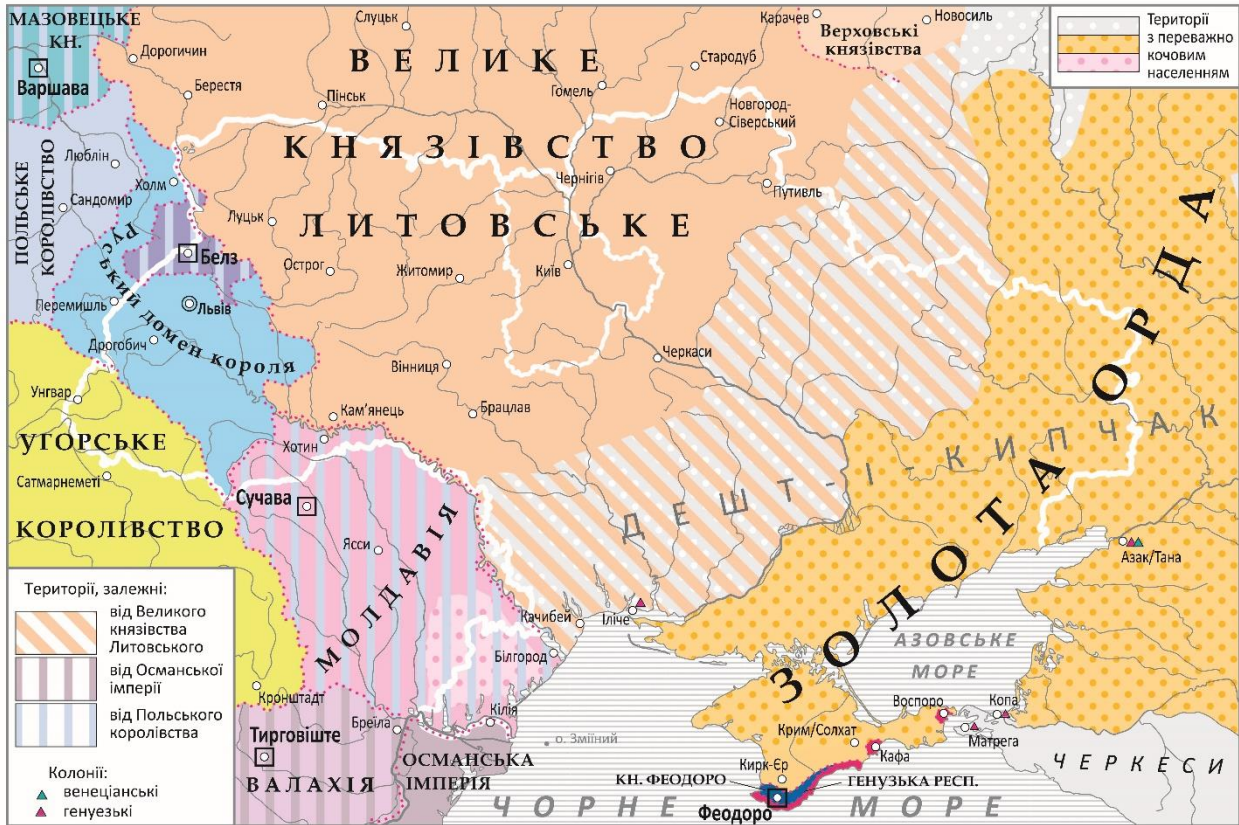 МАЗОВЕЦЬКЕ
КН.
Варшава
Дорогичин
Слуцьк
Карачев
Новосиль
Верховські
князівства
Території
з переважно
кочовим
населенням
ВЕЛИКЕ
Стародуб
Гомель
Берестя
Пінськ
Новгород-
Сіверський
КНЯЗІВСТВО
Люблін
Холм
Чернігів
Путивль
ПОЛЬСЬКЕ
КОРОЛІВСТВО
Сандомир
Луцьк
ЛИТОВСЬКЕ
Белз
Острог
Житомир
Київ
Руський домен короля
Перемишль
Львів
Дрогобич
Вінниця
Черкаси
Унгвар
Брацлав
Кам'янець
Хотин
УГОРСЬКЕ
КОРОЛІВСТВО
Сатмарнеметі
Сучава
Ясси
МОЛДАВІЯ
ДЕШТ-І-КИПЧАК
ЗОЛОТА ОРДА
Азак/Тана
Качибей
Іліче
Білгород
АЗОВСЬКЕ
МОРЕ
Території, залежні:
від Великого
князівства
Литовського
від Османської
імперії
від Польського
королівства
Колонії:
венеціанські
генуезькі
Кронштадт
Бреїла
Кілія
Тирговіште
ВАЛАХІЯ
ОСМАНСЬКА
ІМПЕРІЯ
о. Зміїний
Воспоро
Копа
Матрега
Крим/Солхат
Кафа
Кирк-Єр
КН. ФЕОДОРО
ГЕНУЗЬКА РЕСП.
Феодоро
ЧЕРКЕСИ
ЧОРНЕ МОРЕ